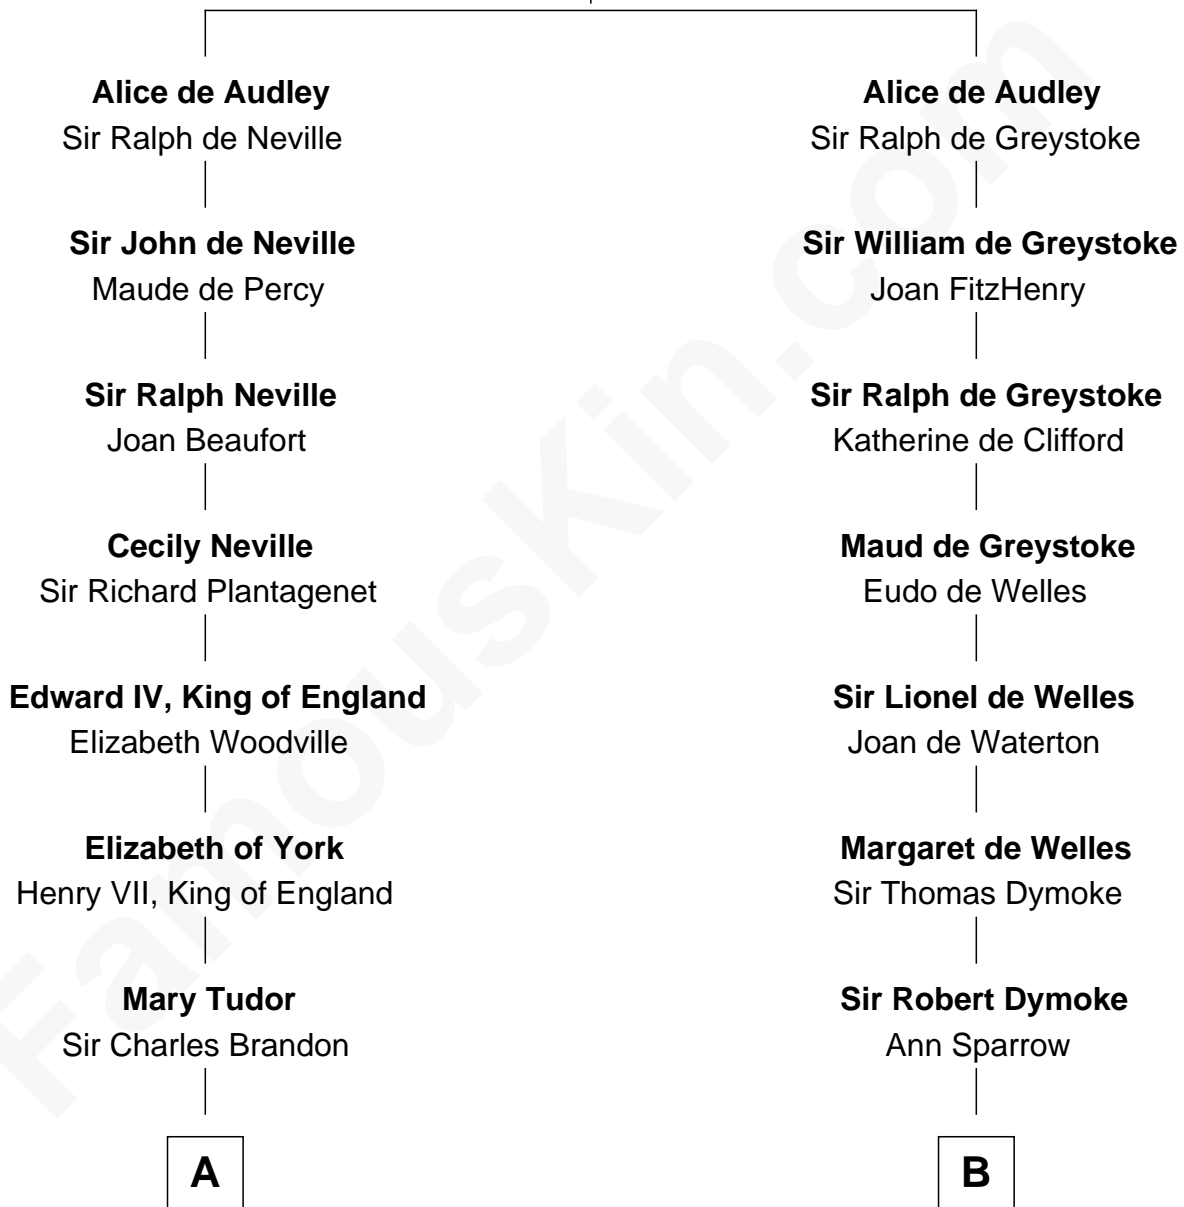 Alice de Audley
Sir Ralph de Neville
Sir John de Neville
Maude de Percy
Sir Ralph Neville
Joan Beaufort
Cecily Neville
Sir Richard Plantagenet
Edward IV, King of England
Elizabeth Woodville
Elizabeth of York
Henry VII, King of England
Mary Tudor
Sir Charles Brandon
A
Alice de Audley
Sir Ralph de Greystoke
Sir William de Greystoke
Joan FitzHenry
Sir Ralph de Greystoke
Katherine de Clifford
Maud de Greystoke
Eudo de Welles
Sir Lionel de Welles
Joan de Waterton
Margaret de Welles
Sir Thomas Dymoke
Sir Robert Dymoke
Ann Sparrow
B
FamousKin.com